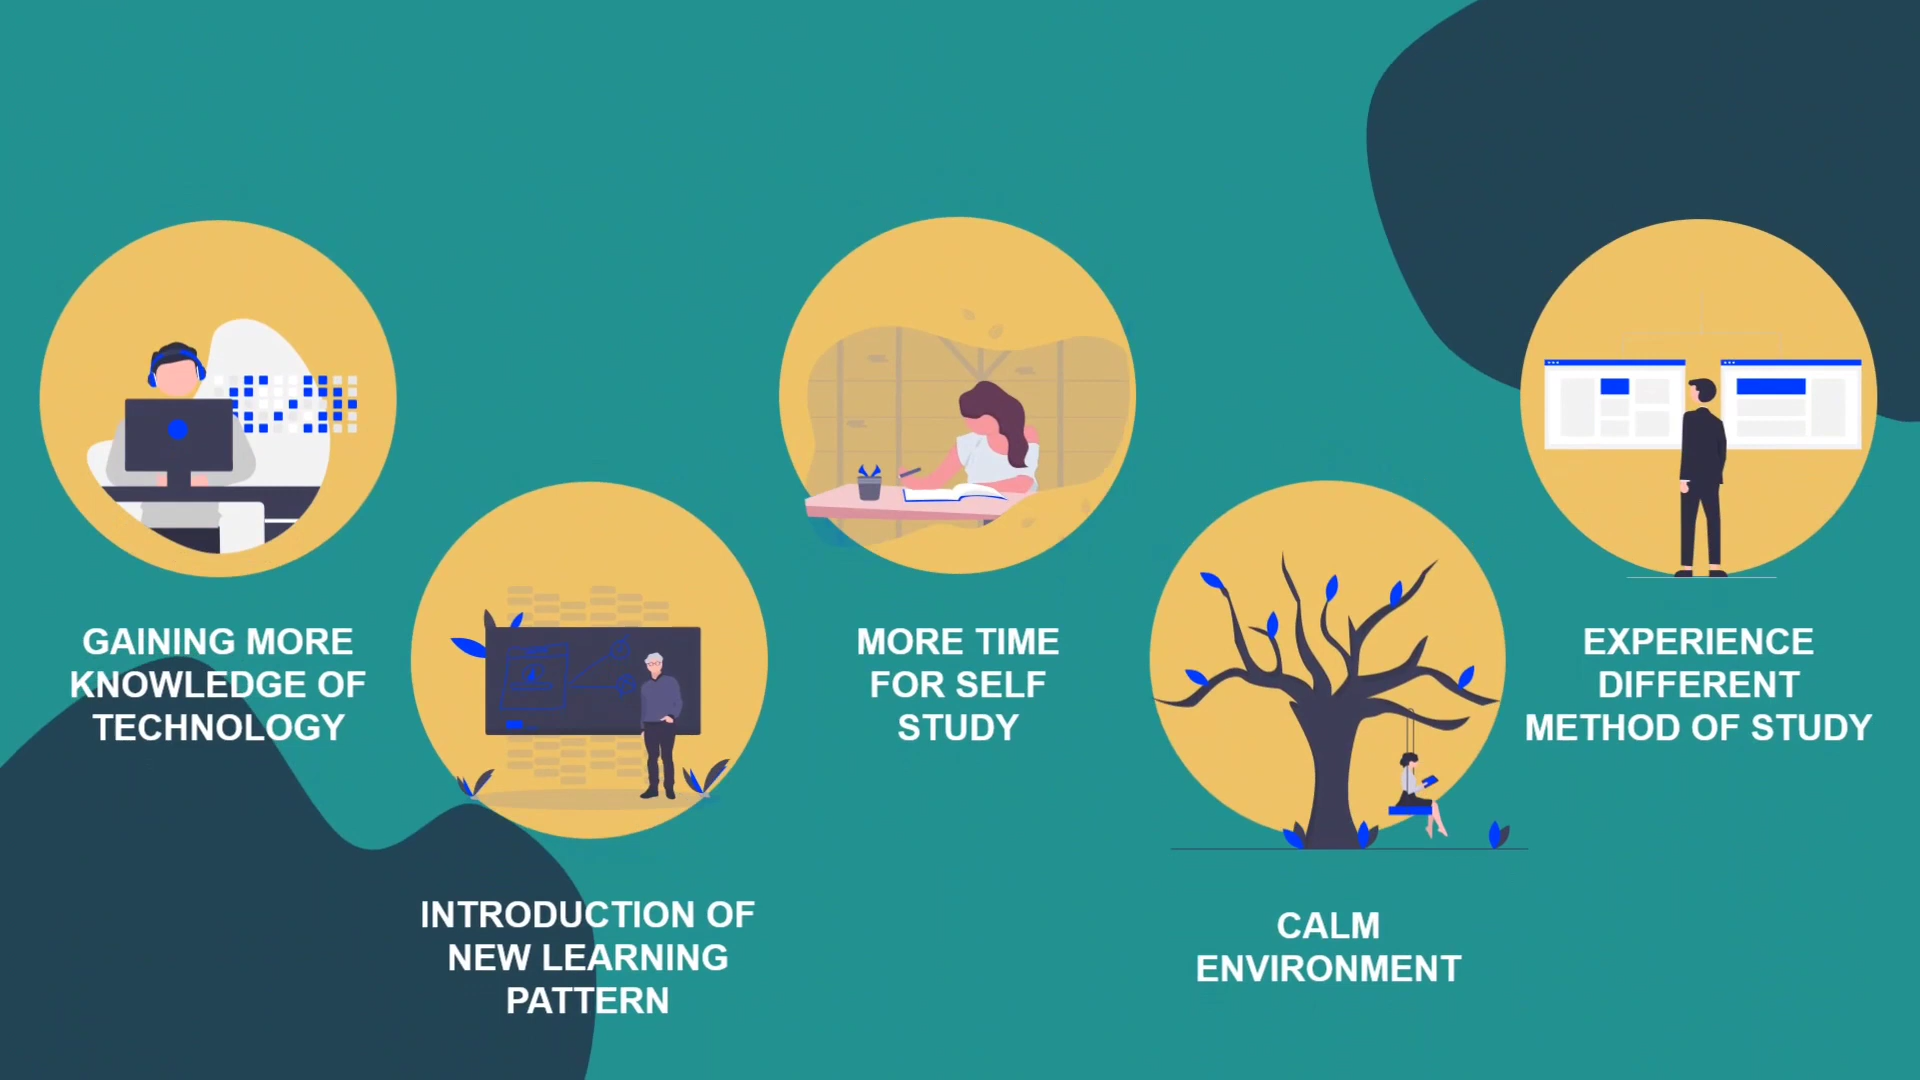 GAINING MORE
KNOWLEDGE OF
TECHNOLOGY
INTRODUCTION OF
NEW LEARNING
PATTERN
MORE TIME
FOR SELF
STUDY
CALM
ENVIRONMENT
EXPERIENCE
DIFFERENT
METHOD OF STUDY